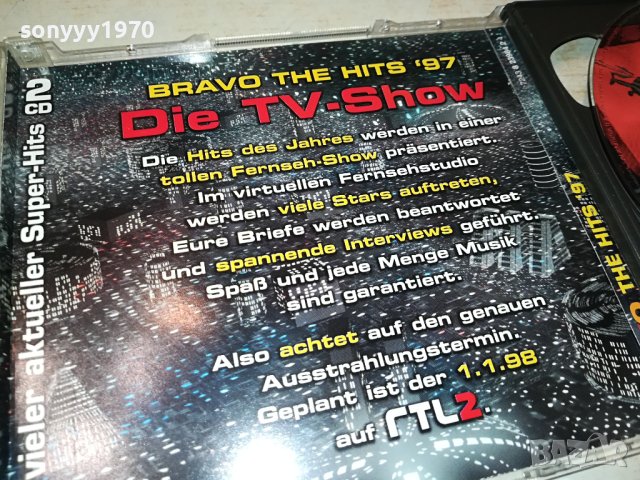 sonyyy1970
BRAVO THE HITS '97
Die TV-Show
Die Hits des Jahres werden in einer
tollen Fernseh-Show präsentiert.
Im virtuellen Fernsehstudio
werden viele Stars auftreten,
Eure Briefe werden beantwortet
und spannende Interviews geführt.
Spaß und jede Menge Musik
sind garantiert.
Also achtet auf den genauen
Ausstrahlungstermin.
Geplant ist der 1.1.98
auf RTL2.
vieler aktueller Super-Hits
CD 2
THE HITS '97
BAZAR